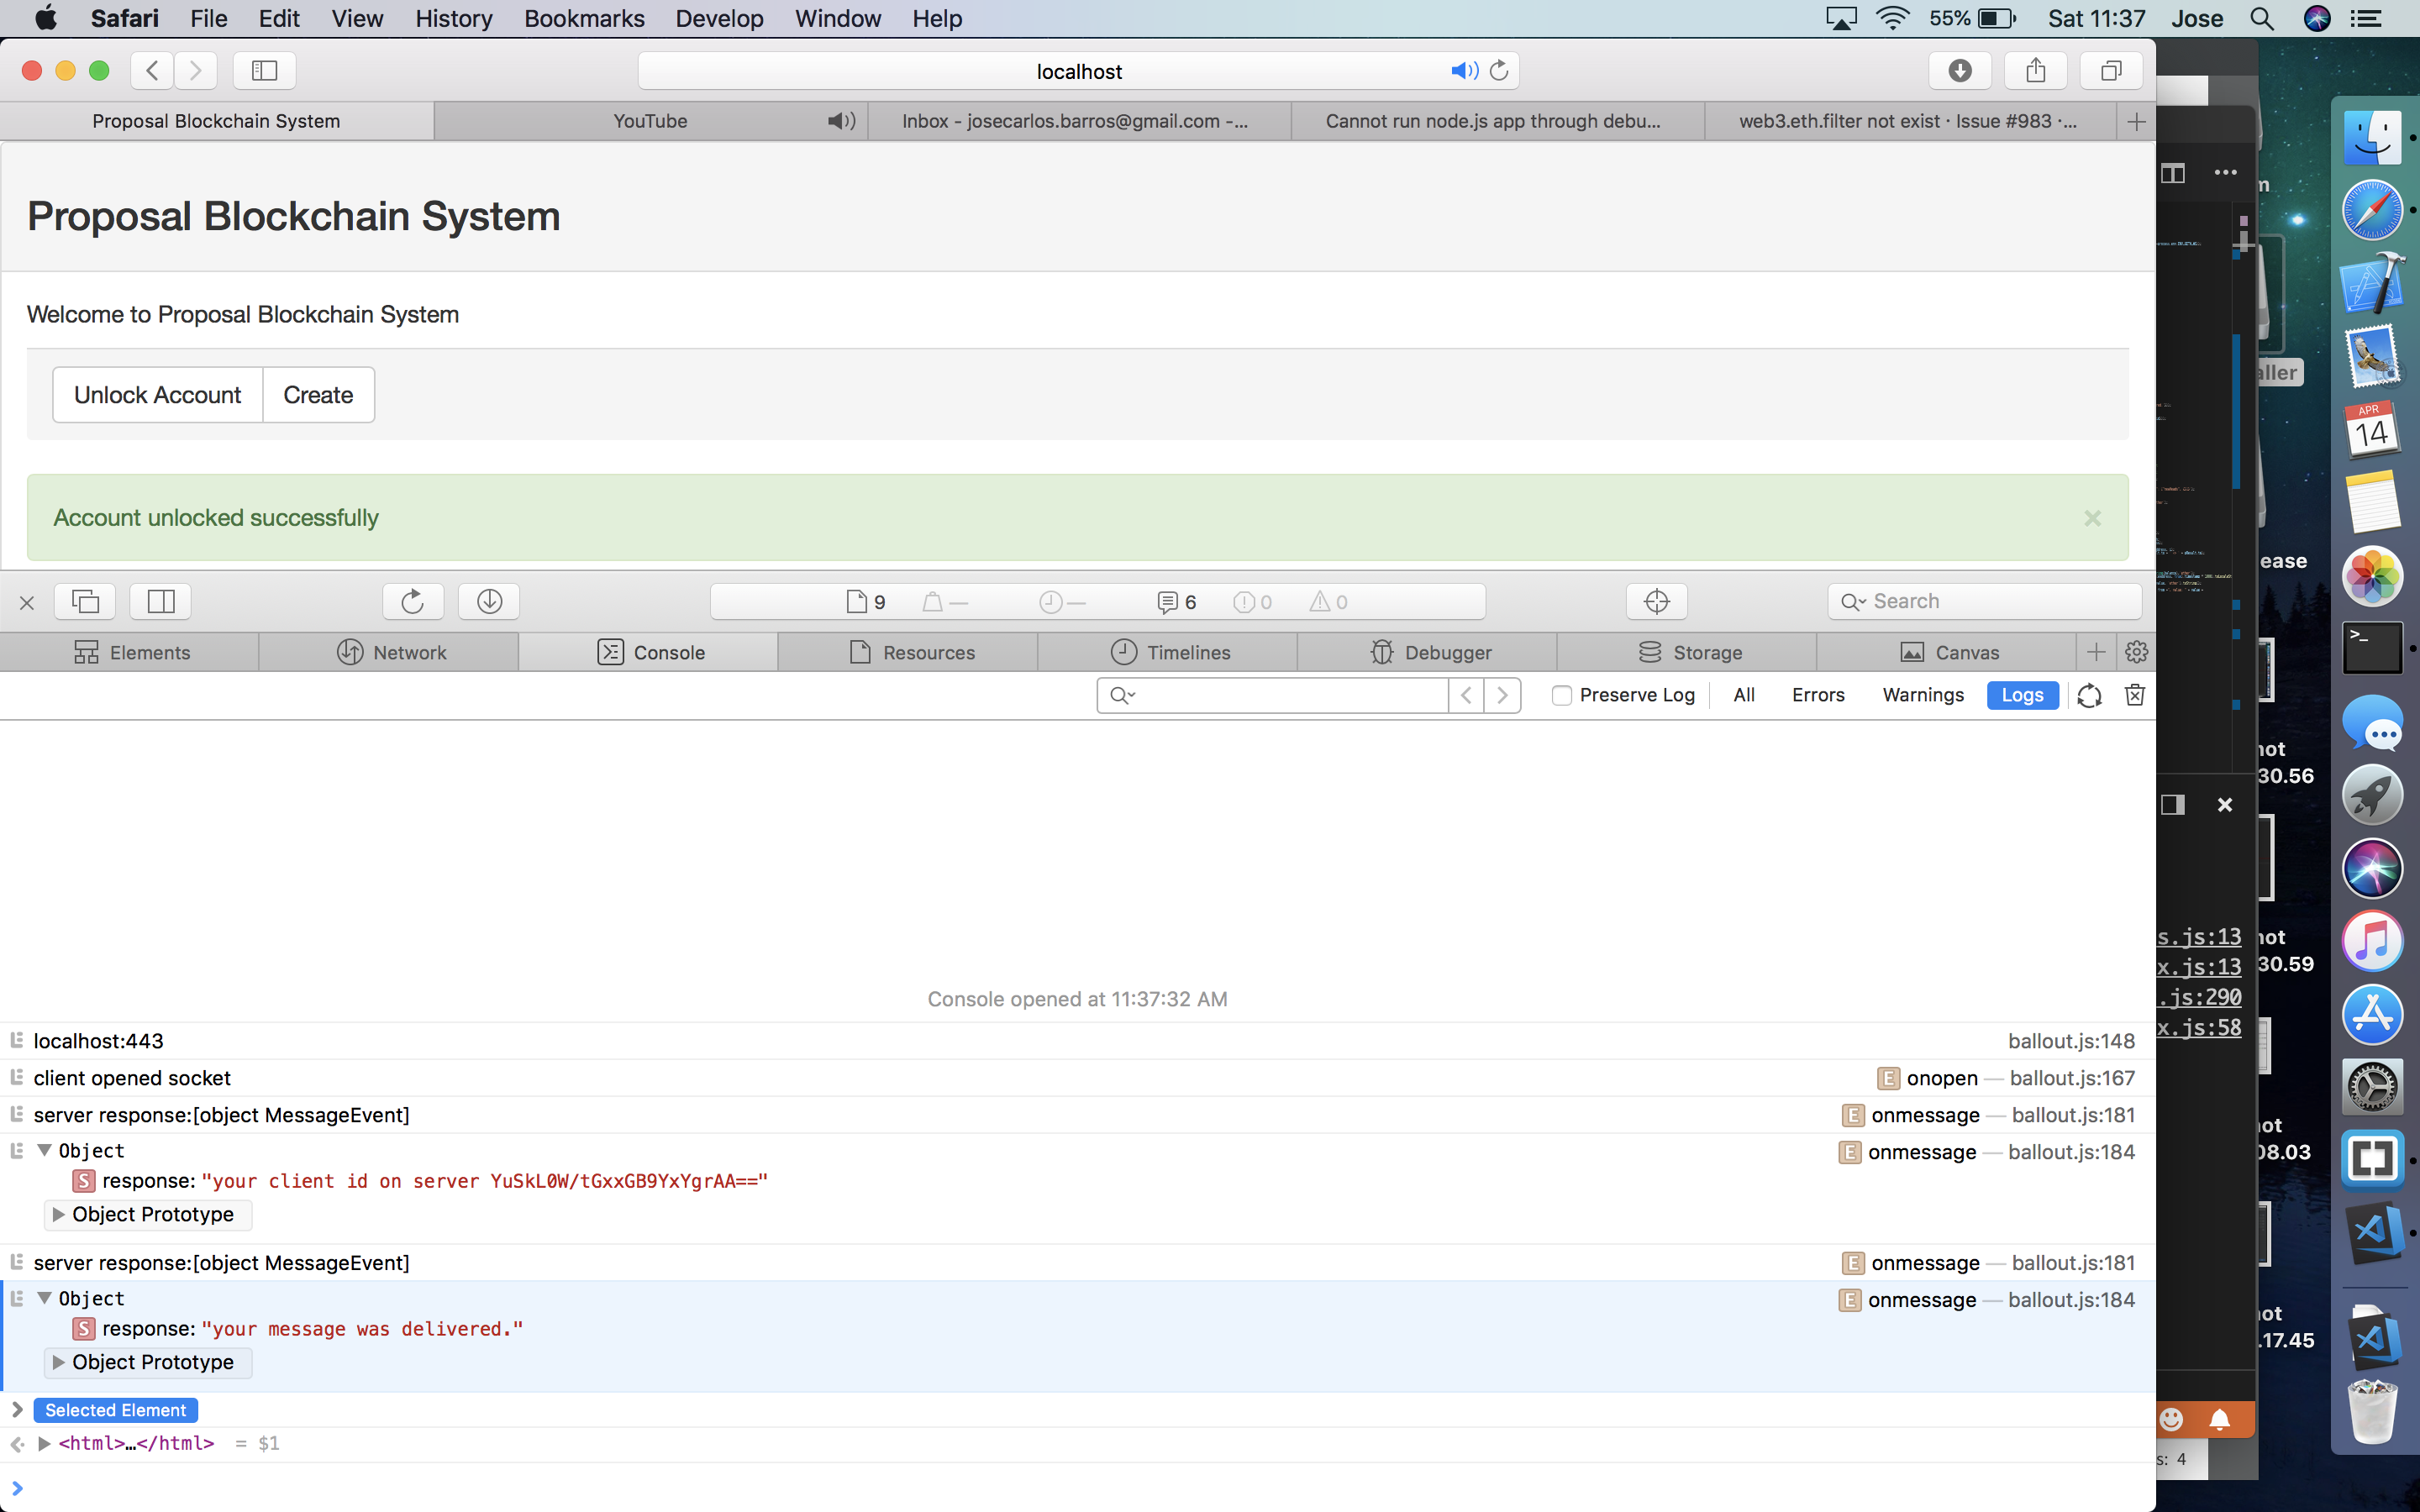 Safari File Edit View History Bookmarks Develop Window Help 55% Sat 11:37 Jose
localhost
Proposal Blockchain System YouTube Inbox - josecarlos.barros@gmail.com -... Cannot run node.js app through debu... web3.eth.filter not exist · Issue #983 ·...
Proposal Blockchain System
Welcome to Proposal Blockchain System
Unlock Account Create
Account unlocked successfully ×
9 — — 6 0 0 Search
Elements Network Console Resources Timelines Debugger Storage Canvas
Preserve Log All Errors Warnings Logs
Console opened at 11:37:32 AM
localhost:443 ballout.js:148
client opened socket E onopen — ballout.js:167
server response:[object MessageEvent] E onmessage — ballout.js:181
Object E onmessage — ballout.js:184
S response: "your client id on server YuSkL0W/tGxxGB9YxYgrAA=="
Object Prototype
server response:[object MessageEvent] E onmessage — ballout.js:181
Object E onmessage — ballout.js:184
S response: "your message was delivered."
Object Prototype
Selected Element
<html>…</html> = $1
s.js:13
x.js:13
.js:290
x.js:58
s: 4
aller
ease
30.56
30.59
08.03
.17.45
APR
14